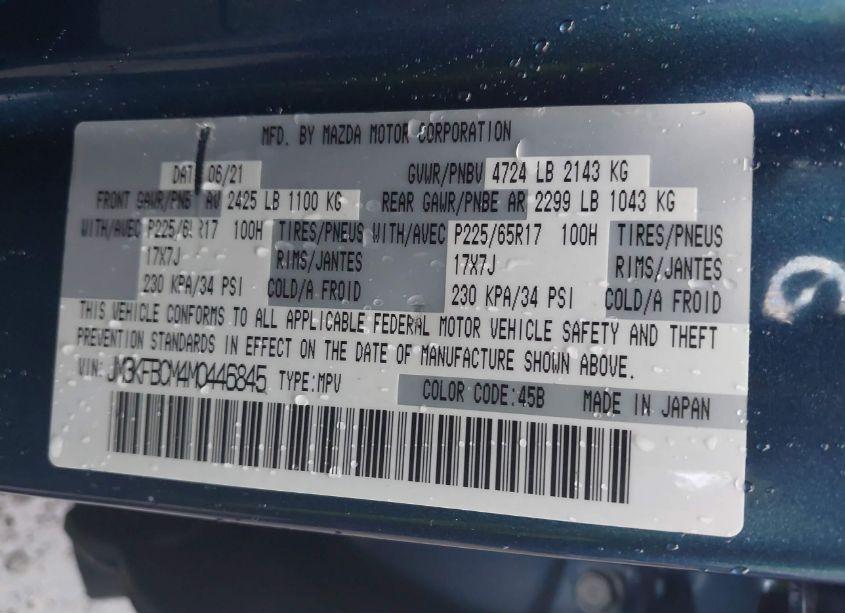 MFD. BY MAZDA MOTOR CORPORATION
DATE 06/21 GVWR/PNBV 4724 LB 2143 KG
FRONT GAWR/PNB AV 2425 LB 1100 KG REAR GAWR/PNBE AR 2299 LB 1043 KG
WITH/AVEC P225/65R17 100H TIRES/PNEUS WITH/AVEC P225/65R17 100H TIRES/PNEUS
17X7J RIMS/JANTES 17X7J RIMS/JANTES
230 KPA/34 PSI COLD/A FROID 230 KPA/34 PSI COLD/A FROID
THIS VEHICLE CONFORMS TO ALL APPLICABLE FEDERAL MOTOR VEHICLE SAFETY AND THEFT
PREVENTION STANDARDS IN EFFECT ON THE DATE OF MANUFACTURE SHOWN ABOVE.
VIN: JM3KFBCM4M0446845 TYPE:MPV COLOR CODE:45B MADE IN JAPAN